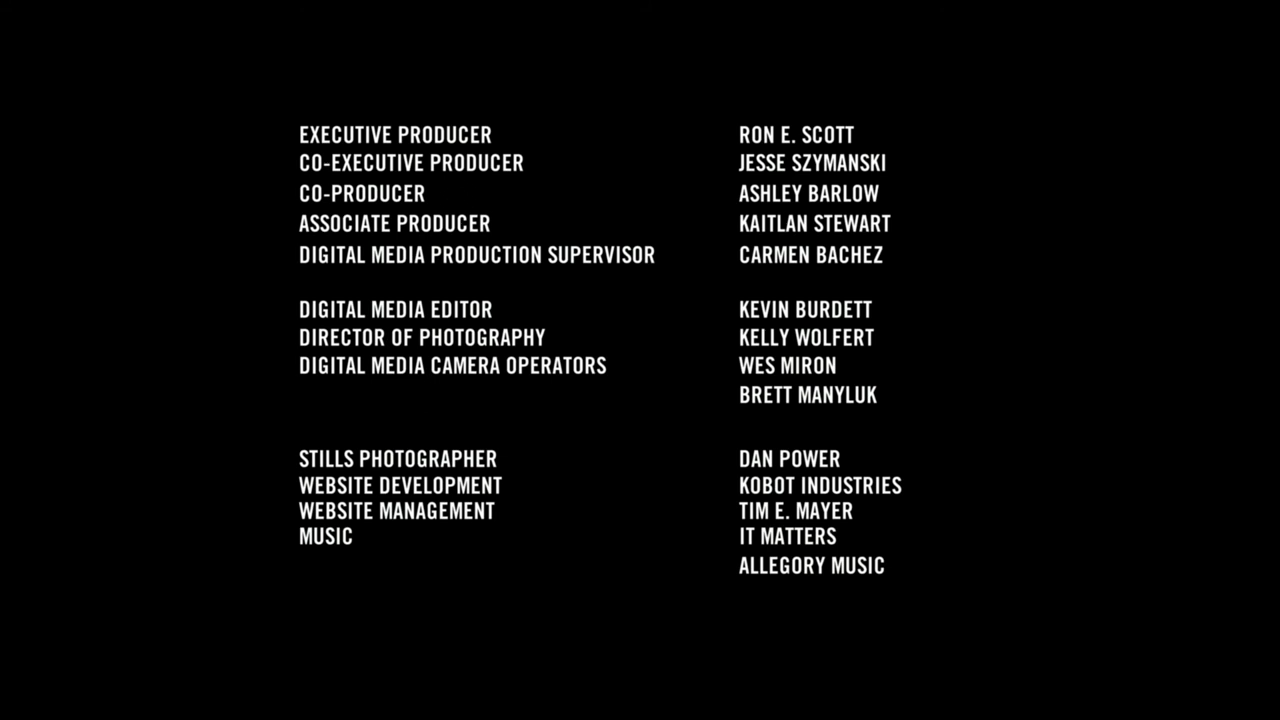 EXECUTIVE PRODUCER RON E. SCOTT
CO-EXECUTIVE PRODUCER JESSE SZYMANSKI
CO-PRODUCER ASHLEY BARLOW
ASSOCIATE PRODUCER KAITLAN STEWART
DIGITAL MEDIA PRODUCTION SUPERVISOR CARMEN BACHEZ
DIGITAL MEDIA EDITOR KEVIN BURDETT
DIRECTOR OF PHOTOGRAPHY KELLY WOLFERT
DIGITAL MEDIA CAMERA OPERATORS WES MIRON
BRETT MANYLUK
STILLS PHOTOGRAPHER DAN POWER
WEBSITE DEVELOPMENT KOBOT INDUSTRIES
WEBSITE MANAGEMENT TIM E. MAYER
MUSIC IT MATTERS
ALLEGORY MUSIC